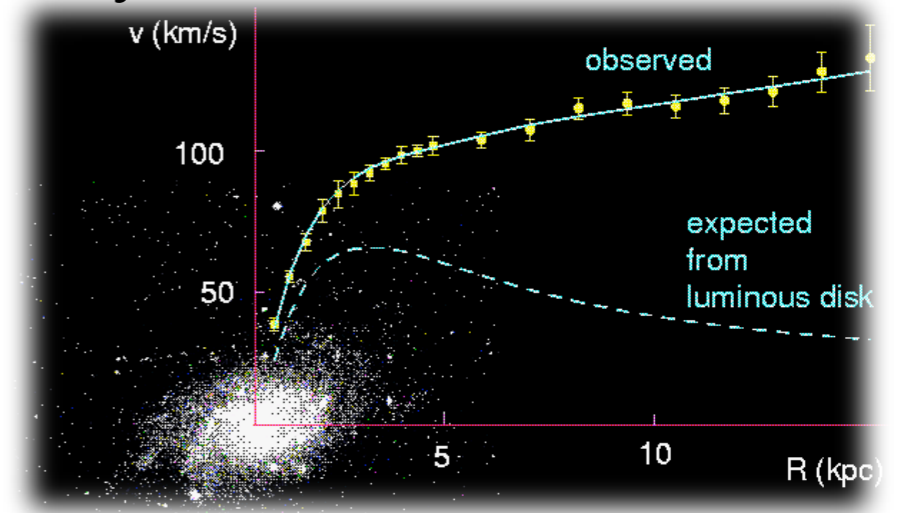 v (km/s)
observed
100
expected
from
luminous disk
50
5
10
R (kpc)